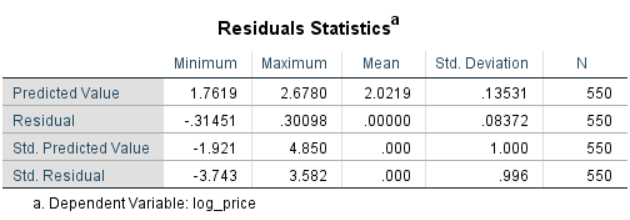 Residuals Statisticsa
Minimum Maximum Mean Std. Deviation N
Predicted Value 1.7619 2.6780 2.0219 .13531 550
Residual -.31451 .30098 .00000 .08372 550
Std. Predicted Value -1.921 4.850 .000 1.000 550
Std. Residual -3.743 3.582 .000 .996 550
a. Dependent Variable: log_price